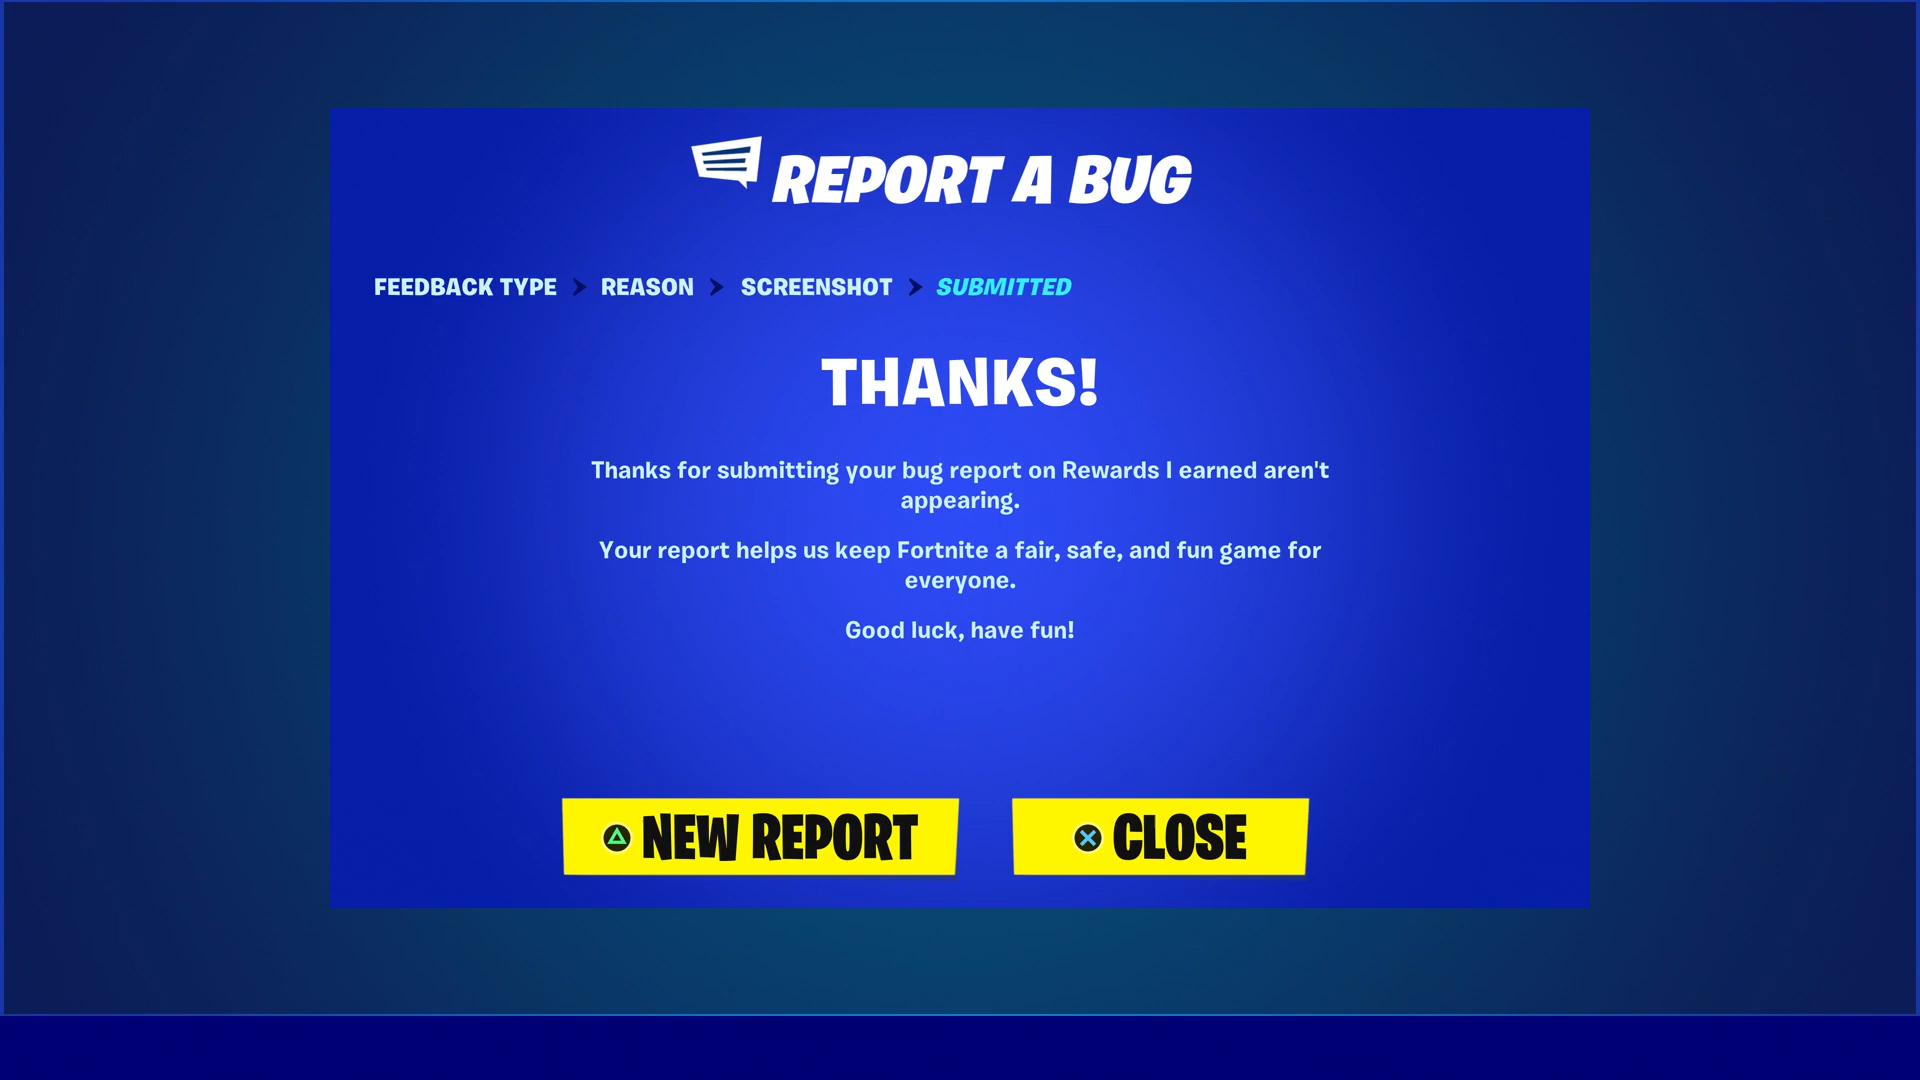 REPORT A BUG
FEEDBACK TYPE > REASON > SCREENSHOT > SUBMITTED
THANKS!
Thanks for submitting your bug report on Rewards I earned aren't
appearing.
Your report helps us keep Fortnite a fair, safe, and fun game for
everyone.
Good luck, have fun!
NEW REPORT
CLOSE